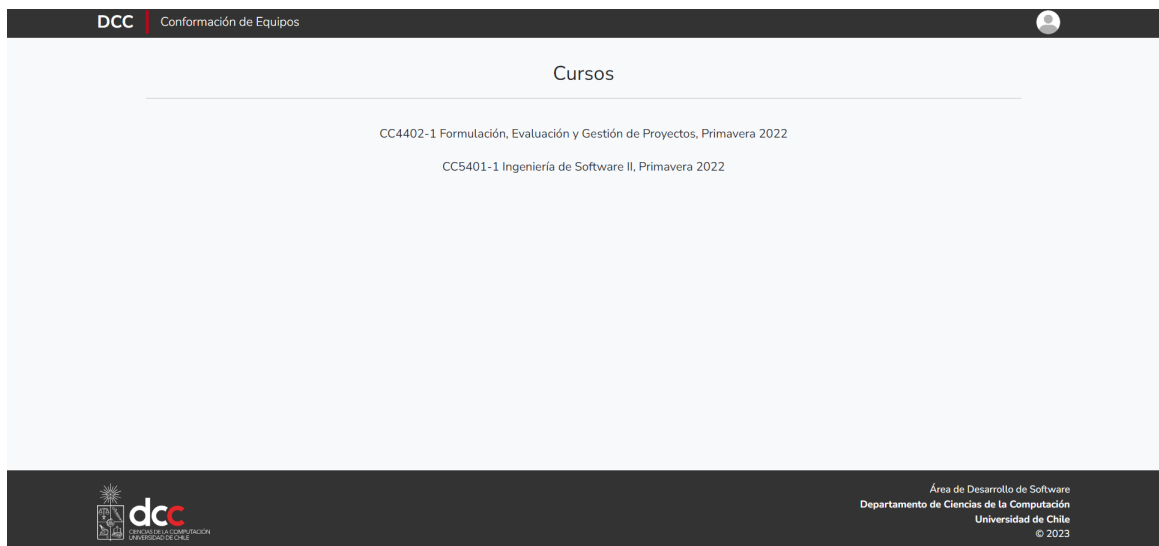 DCC Conformación de Equipos
Cursos
CC4402-1 Formulación, Evaluación y Gestión de Proyectos, Primavera 2022
CC5401-1 Ingeniería de Software II, Primavera 2022
dcc
CIENCIAS DE LA COMPUTACIÓN
UNIVERSIDAD DE CHILE
Área de Desarrollo de Software
Departamento de Ciencias de la Computación
Universidad de Chile
© 2023